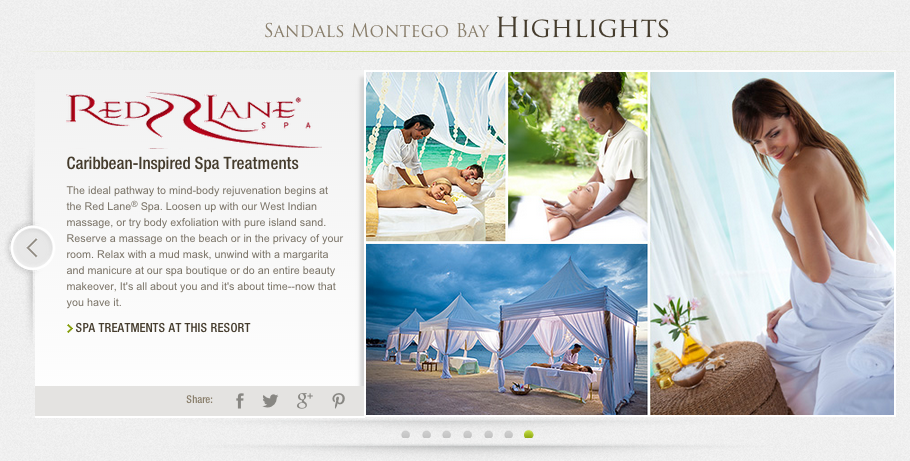 Sandals Montego Bay Highlights
Red Lane®
SPA
Caribbean-Inspired Spa Treatments
The ideal pathway to mind-body rejuvenation begins at
the Red Lane® Spa. Loosen up with our West Indian
massage, or try body exfoliation with pure island sand.
Reserve a massage on the beach or in the privacy of your
room. Relax with a mud mask, unwind with a margarita
and manicure at our spa boutique or do an entire beauty
makeover, It's all about you and it's about time--now that
you have it.
SPA TREATMENTS AT THIS RESORT
Share: